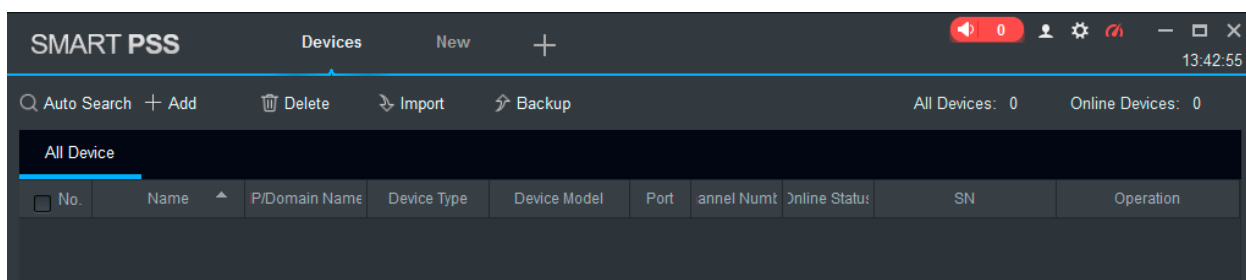 SMART PSS Devices New 0
13:42:55
Auto Search Add Delete Import Backup All Devices: 0 Online Devices: 0
All Device
No. Name P/Domain Name Device Type Device Model Port annel Numb Online Status SN Operation